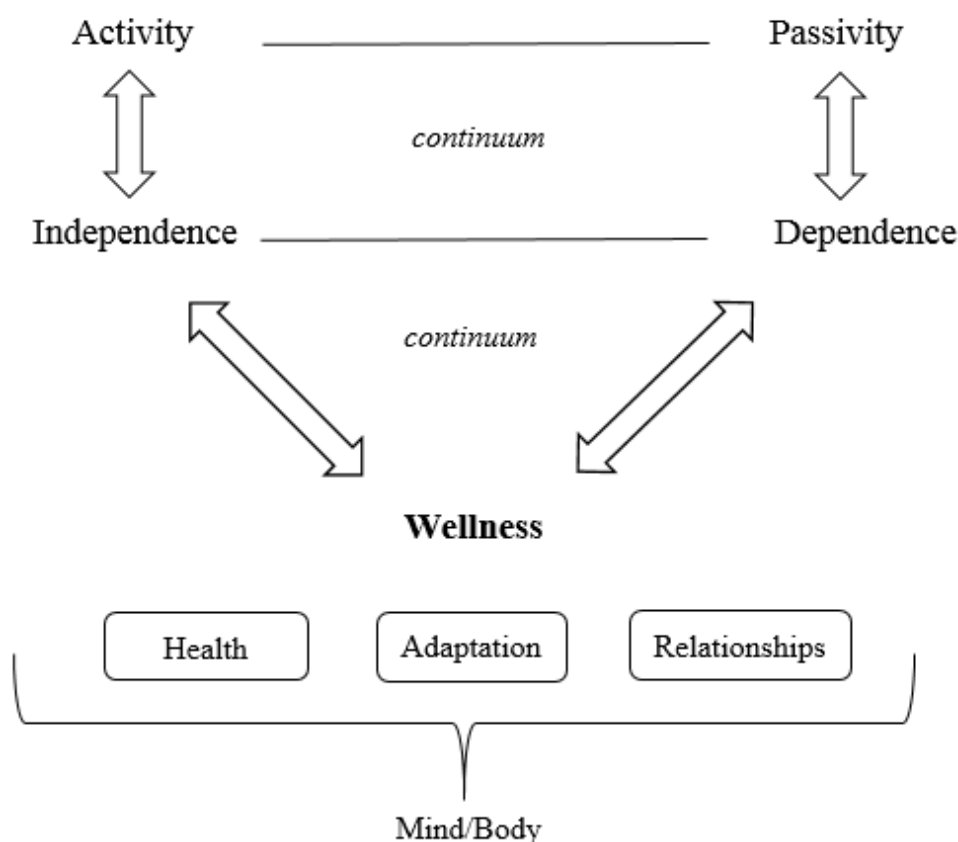 Activity Passivity
continuum
Independence Dependence
continuum
Wellness
Health Adaptation Relationships
Mind/Body